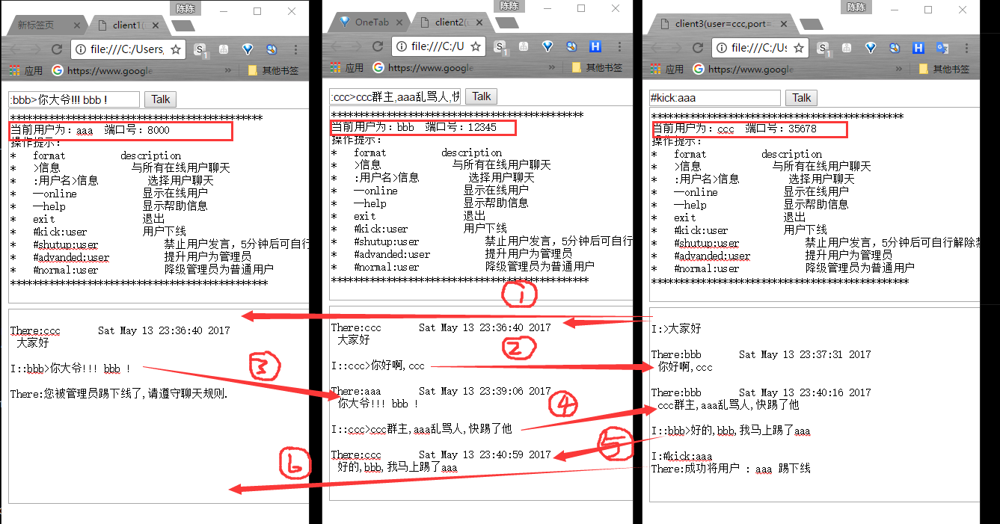 陈陈
新标签页
client1(
file:///C:/Users,
S
1
应用
https://www.google
»
其他书签
:bbb>你大爷!!! bbb !
Talk
******************************************
当前用户为: aaa 端口号: 8000
操作提示:
* format description
* >信息 与所有在线用户聊天
* :用户名>信息 选择用户聊天
* —online 显示在线用户
* —help 显示帮助信息
* exit 退出
* #kick:user 用户下线
* #shutup:user 禁止用户发言, 5分钟后可自行
* #advanded:user 提升用户为管理员
* #normal:user 降级管理员为普通用户
******************************************
There:ccc Sat May 13 23:36:40 2017
大家好
I::bbb>你大爷!!! bbb !
There:您被管理员踢下线了,请遵守聊天规则.
陈陈
OneTab
client2(
file:///C:/U
S
1
H
应用
https://www.google
»
其他书签
:ccc>ccc群主,aaa乱骂人,快
Talk
******************************************
当前用户为: bbb 端口号: 12345
操作提示:
* format description
* >信息 与所有在线用户聊天
* :用户名>信息 选择用户聊天
* —online 显示在线用户
* —help 显示帮助信息
* exit 退出
* #kick:user 用户下线
* #shutup:user 禁止用户发言, 5分钟后可自行
* #advanded:user 提升用户为管理员
* #normal:user 降级管理员为普通用户
******************************************
There:ccc Sat May 13 23:36:40 2017
大家好
I::ccc>你好啊,ccc
There:aaa Sat May 13 23:39:06 2017
你大爷!!! bbb !
I::ccc>ccc群主,aaa乱骂人,快踢了他
There:ccc Sat May 13 23:40:59 2017
好的,bbb,我马上踢了aaa
陈陈
client3(user=ccc,port=
file:///C:/Us
S
1
H
应用
https://www.google
»
其他书签
#kick:aaa
Talk
******************************************
当前用户为: ccc 端口号: 35678
操作提示:
* format description
* >信息 与所有在线用户聊天
* :用户名>信息 选择用户聊天
* —online 显示在线用户
* —help 显示帮助信息
* exit 退出
* #kick:user 用户下线
* #shutup:user 禁止用户发言, 5分钟后可自行解除禁
* #advanded:user 提升用户为管理员
* #normal:user 降级管理员为普通用户
******************************************
I:>大家好
There:bbb Sat May 13 23:37:31 2017
你好啊,ccc
There:bbb Sat May 13 23:40:16 2017
ccc群主,aaa乱骂人,快踢了他
I::bbb>好的,bbb,我马上踢了aaa
I:#kick:aaa
There:成功将用户 : aaa 踢下线
1
2
3
4
5
6